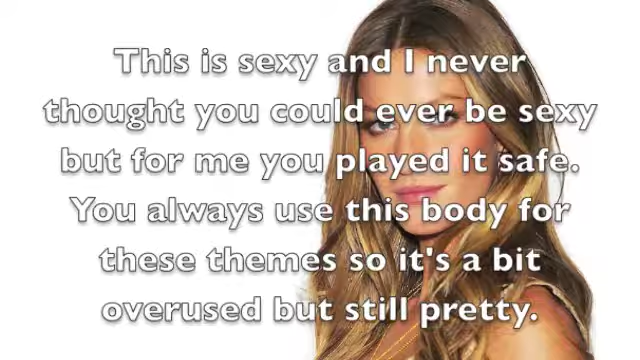 This is sexy and I never
thought you could ever be sexy
but for me you played it safe.
You always use this body for
these themes so it's a bit
overused but still pretty.